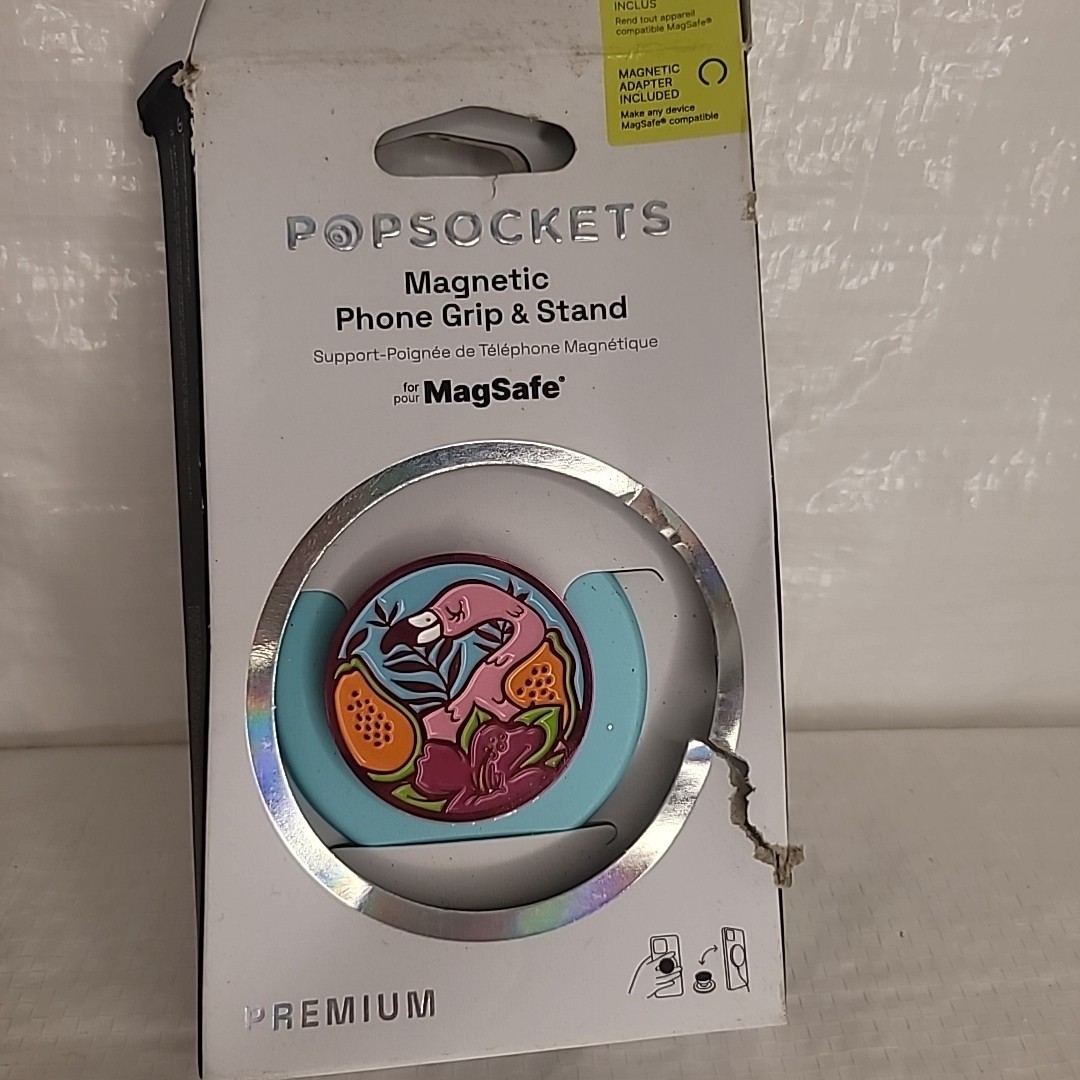 INCLUS
Rend tout appareil
compatible MagSafe®
MAGNETIC
ADAPTER
INCLUDED
Make any device
MagSafe® compatible
POPSOCKETS
Magnetic
Phone Grip & Stand
Support-Poignée de Téléphone Magnétique
for
pour MagSafe®
PREMIUM